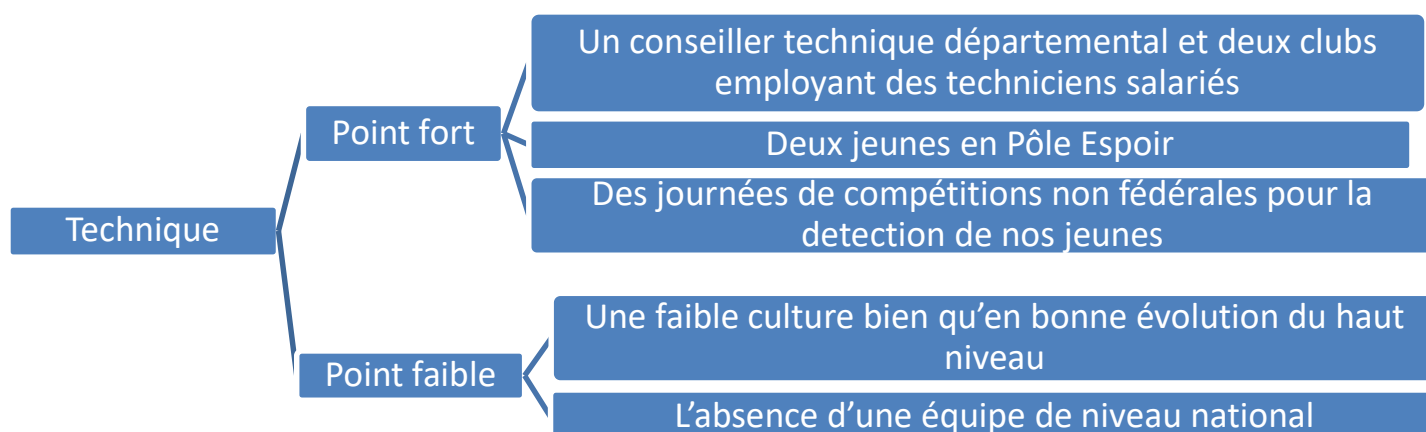 Technique
Point fort
Un conseiller technique départemental et deux clubs
employant des techniciens salariés
Deux jeunes en Pôle Espoir
Des journées de compétitions non fédérales pour la
detection de nos jeunes
Point faible
Une faible culture bien qu’en bonne évolution du haut
niveau
L’absence d’une équipe de niveau national